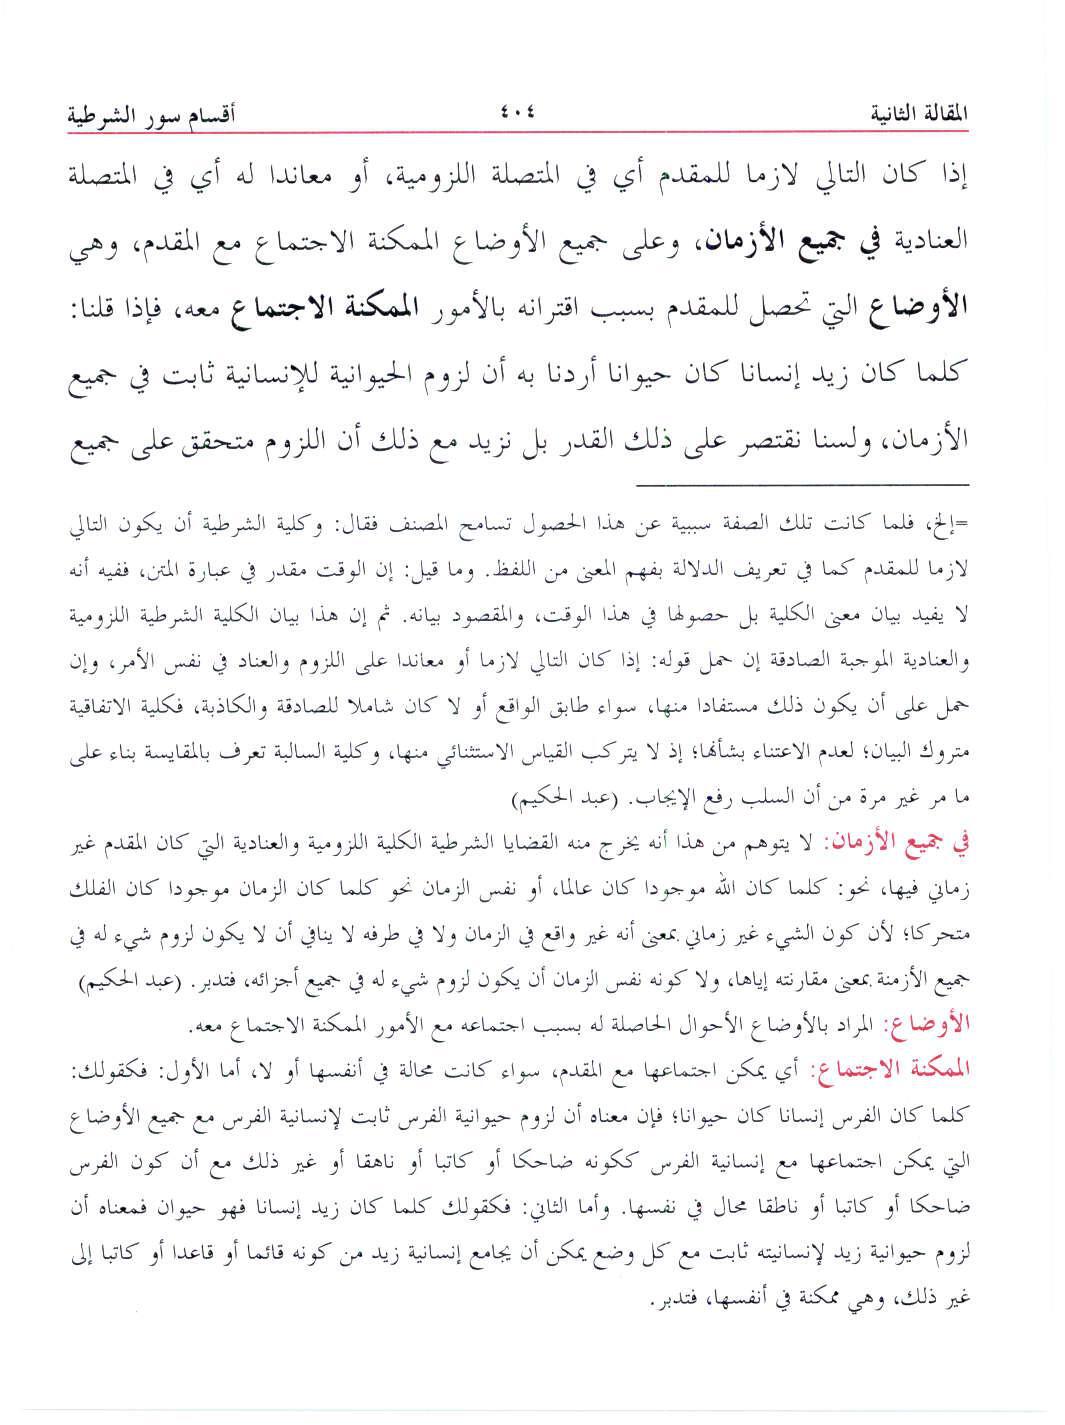 المقالة الثانية ٤٠٤ أقسام سور الشرطية
إذا كان التالي لازما للمقدم أي في المتصلة اللزومية، أو معاندا له أي في المتصلة
العنادية في جميع الأزمان، وعلى جميع الأوضاع الممكنة الاجتماع مع المقدم، وهي
الأوضاع التي تحصل للمقدم بسبب اقترانه بالأمور الممكنة الاجتماع معه، فإذا قلنا:
كلما كان زيد إنسانا كان حيوانا أردنا به أن لزوم الحيوانية للإنسانية ثابت في جميع
الأزمان، ولسنا نقتصر على ذلك القدر بل نزيد مع ذلك أن اللزوم متحقق على جميع
=إلخ، فلما كانت تلك الصفة سببية عن هذا الحصول تسامح المصنف فقال: وكلية الشرطية أن يكون التالي
لازما للمقدم كما في تعريف الدلالة بفهم المعنى من اللفظ. وما قيل: إن الوقت مقدر في عبارة المتن، ففيه أنه
لا يفيد بيان معنى الكلية بل حصولها في هذا الوقت، والمقصود بيانه. ثم إن هذا بيان الكلية الشرطية اللزومية
والعنادية الموجبة الصادقة إن حمل قوله: إذا كان التالي لازما أو معاندا على اللزوم والعناد في نفس الأمر، وإن
حمل على أن يكون ذلك مستفادا منها، سواء طابق الواقع أو لا كان شاملا للصادقة والكاذبة، فكلية الاتفاقية
متروك البيان؛ لعدم الاعتناء بشأنها؛ إذ لا يتركب القياس الاستثنائي منها، وكلية السالبة تعرف بالمقايسة بناء على
ما مر غير مرة من أن السلب رفع الإيجاب. (عبد الحكيم)
في جميع الأزمان: لا يتوهم من هذا أنه يخرج منه القضايا الشرطية الكلية اللزومية والعنادية التي كان المقدم غير
زماني فيها، نحو: كلما كان الله موجودا كان عالما، أو نفس الزمان نحو كلما كان الزمان موجودا كان الفلك
متحركا؛ لأن كون الشيء غير زماني بمعنى أنه غير واقع في الزمان ولا في طرفه لا ينافي أن لا يكون لزوم شيء له في
جميع الأزمنة بمعنى مقارنته إياها، ولا كونه نفس الزمان أن يكون لزوم شيء له في جميع أجزائه، فتدبر. (عبد الحكيم)
الأوضاع: المراد بالأوضاع الأحوال الحاصلة له بسبب اجتماعه مع الأمور الممكنة الاجتماع معه.
الممكنة الاجتماع: أي يمكن اجتماعها مع المقدم، سواء كانت محالة في أنفسها أو لا، أما الأول: فكقولك:
كلما كان الفرس إنسانا كان حيوانا؛ فإن معناه أن لزوم حيوانية الفرس ثابت لإنسانية الفرس مع جميع الأوضاع
التي يمكن اجتماعها مع إنسانية الفرس ككونه ضاحكا أو كاتبا أو ناهقا أو غير ذلك مع أن كون الفرس
ضاحكا أو كاتبا أو ناطقا محال في نفسها. وأما الثاني: فكقولك كلما كان زيد إنسانا فهو حيوان فمعناه أن
لزوم حيوانية زيد لإنسانيته ثابت مع كل وضع يمكن أن يجامع إنسانية زيد من كونه قائما أو قاعدا أو كاتبا إلى
غير ذلك، وهي ممكنة في أنفسها، فتدبر.